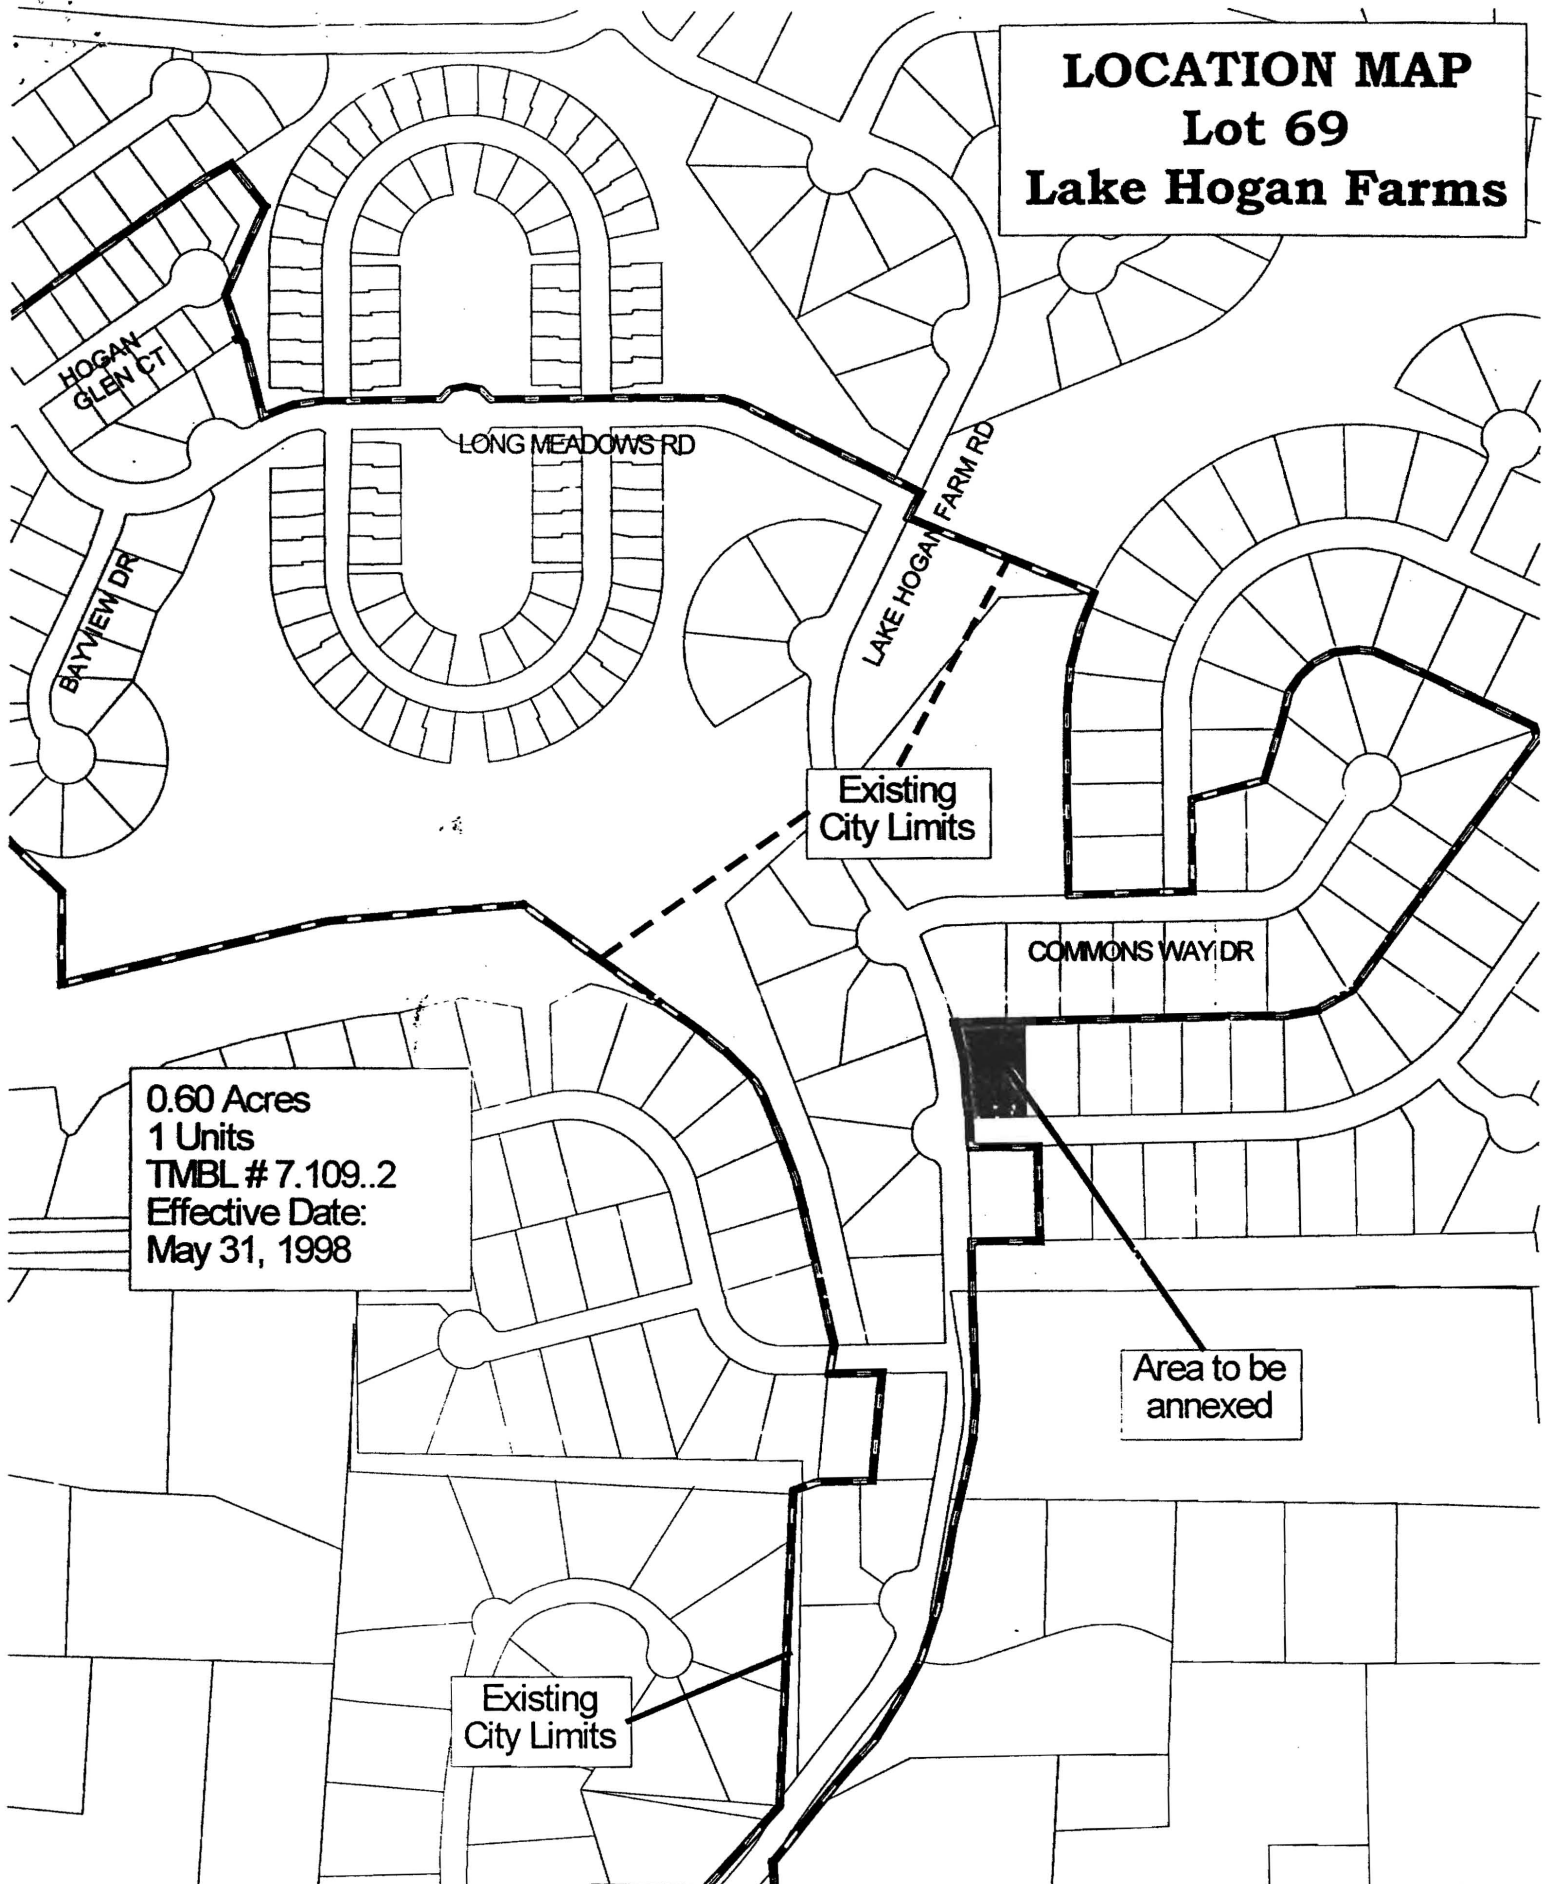 LOCATION MAP
Lot 69
Lake Hogan Farms
HOGAN
GLEN CT
LONG MEADOWS RD
LAKE HOGAN FARM RD
BAYVIEW DR
Existing
City Limits
COMMONS WAY DR
0.60 Acres
1 Units
TMBL # 7.109..2
Effective Date:
May 31, 1998
Area to be
annexed
Existing
City Limits